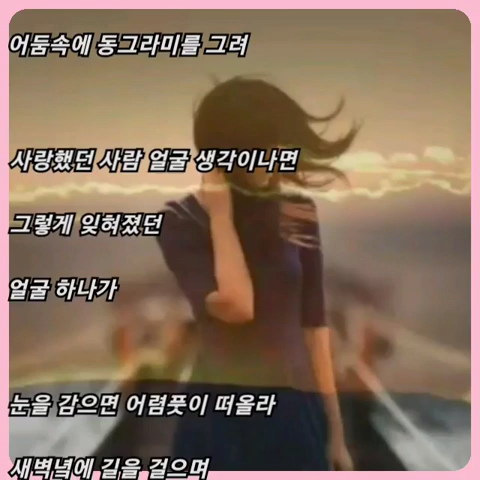 어둠속에 동그라미를 그려
사랑했던 사람 얼굴 생각이나면
그렇게 잊혀졌던
얼굴 하나가
눈을 감으면 어렴풋이 떠올라
새벽녘에 길을 걸으며